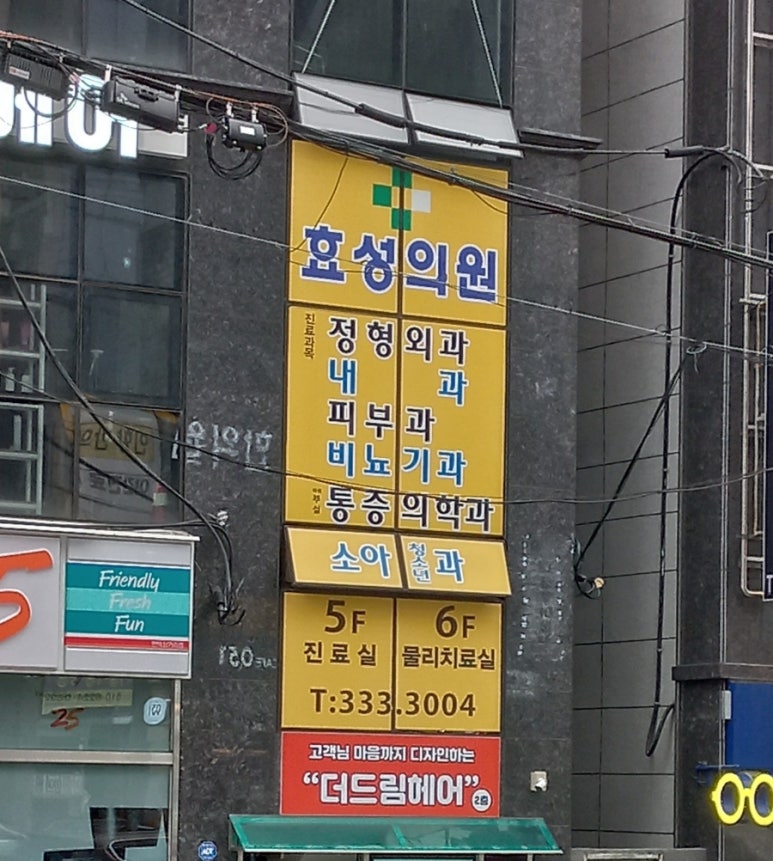 효성의원
진료과목
정형외과
내 과
피부과
비뇨기과
통증의학과
소아청소년과
5F 6F
진료실 물리치료실
T:333.3004
고객님 마음까지 디자인하는
“더드림헤어” 2층
Friendly
Fresh
Fun
25